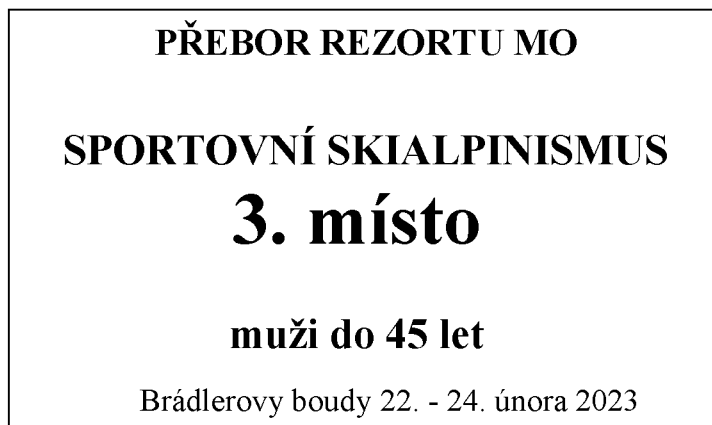 PŘEBOR REZORTU MO
SPORTOVNÍ SKIALPINISMUS
3. místo
muži do 45 let
Brádlerovy boudy 22. - 24. února 2023